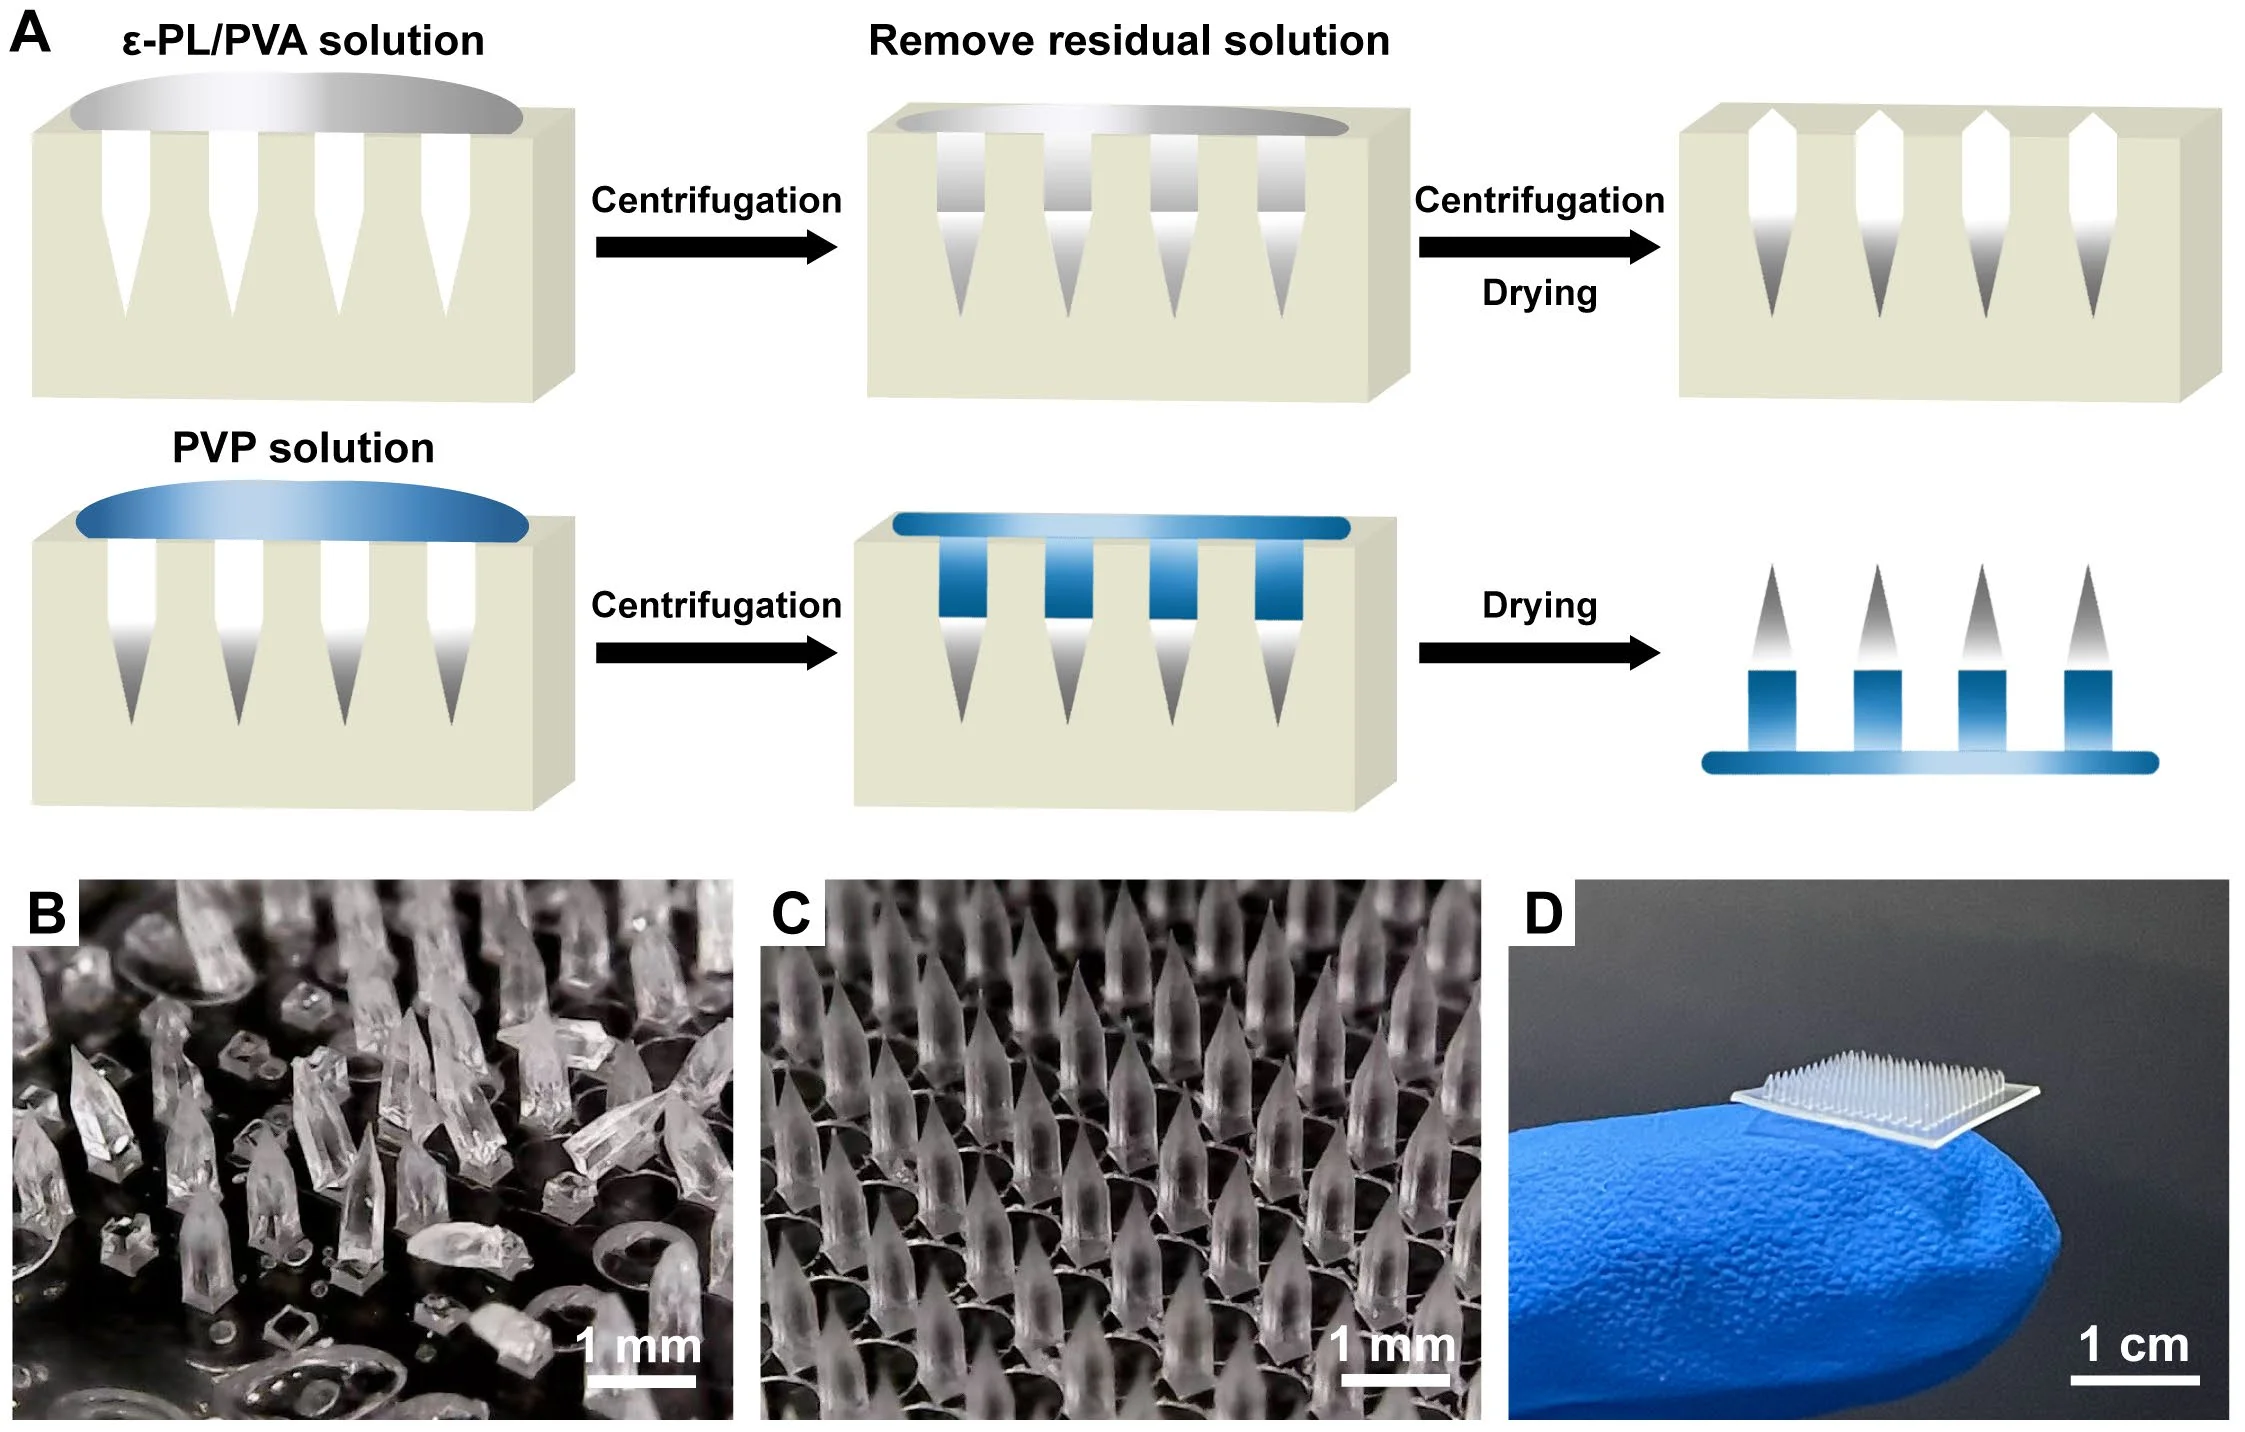 A
ε-PL/PVA solution
Remove residual solution
Centrifugation
Centrifugation
Drying
PVP solution
Centrifugation
Drying
B
1 mm
C
1 mm
D
1 cm